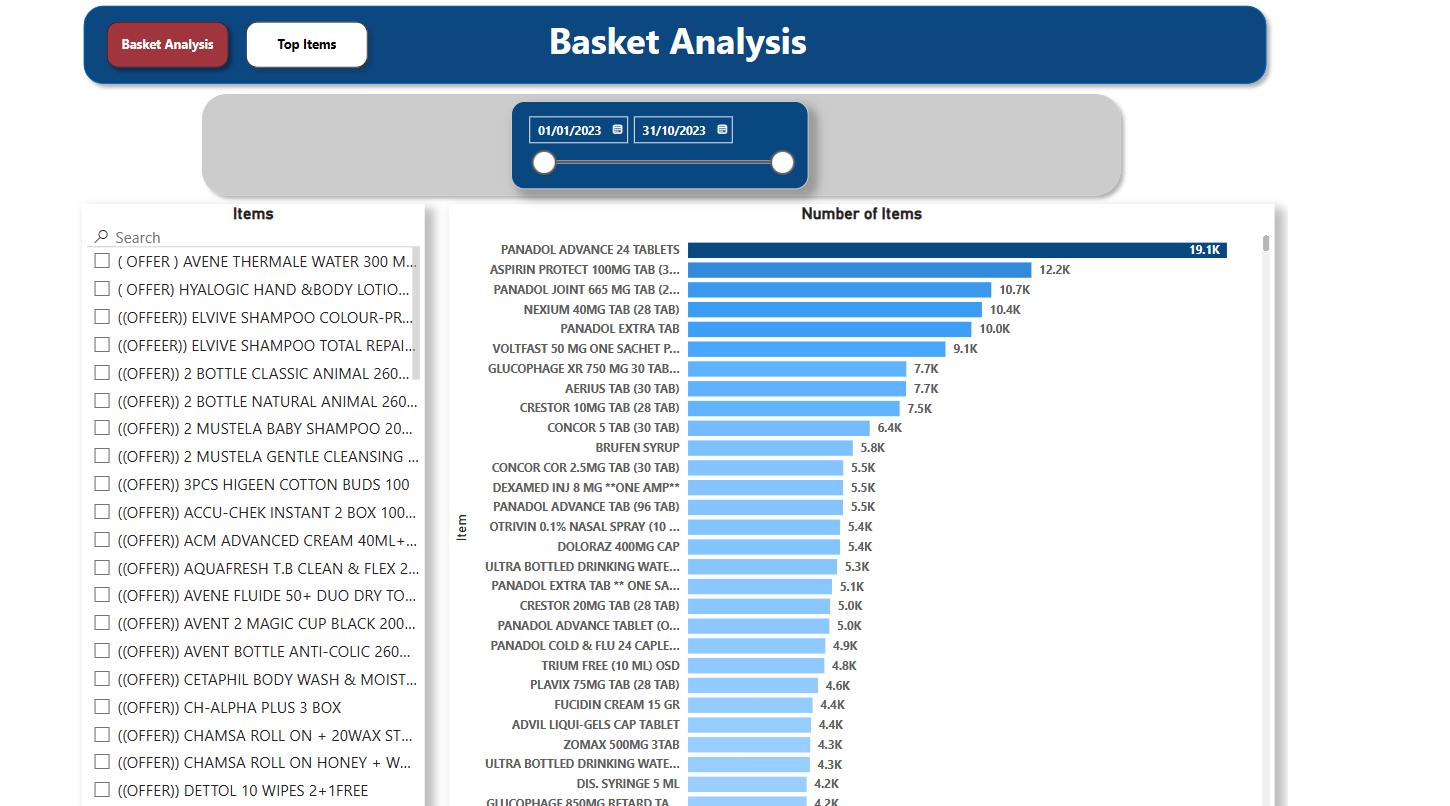 Basket Analysis
Top Items
Basket Analysis
01/01/2023
31/10/2023
Items
Search
( OFFER ) AVENE THERMALE WATER 300 M...
( OFFER) HYALOGIC HAND &BODY LOTIO...
((OFFEER)) ELVIVE SHAMPOO COLOUR-PR...
((OFFEER)) ELVIVE SHAMPOO TOTAL REPAI...
((OFFER)) 2 BOTTLE CLASSIC ANIMAL 260...
((OFFER)) 2 BOTTLE NATURAL ANIMAL 260...
((OFFER)) 2 MUSTELA BABY SHAMPOO 20...
((OFFER)) 2 MUSTELA GENTLE CLEANSING ...
((OFFER)) 3PCS HIGEEN COTTON BUDS 100
((OFFER)) ACCU-CHEK INSTANT 2 BOX 100...
((OFFER)) ACM ADVANCED CREAM 40ML+...
((OFFER)) AQUAFRESH T.B CLEAN & FLEX 2...
((OFFER)) AVENE FLUIDE 50+ DUO DRY TO...
((OFFER)) AVENT 2 MAGIC CUP BLACK 200...
((OFFER)) AVENT BOTTLE ANTI-COLIC 260...
((OFFER)) CETAPHIL BODY WASH & MOIST...
((OFFER)) CH-ALPHA PLUS 3 BOX
((OFFER)) CHAMSA ROLL ON + 20WAX ST...
((OFFER)) CHAMSA ROLL ON HONEY + W...
((OFFER)) DETTOL 10 WIPES 2+1FREE
Number of Items
Item
PANADOL ADVANCE 24 TABLETS 19.1K
ASPIRIN PROTECT 100MG TAB (3... 12.2K
PANADOL JOINT 665 MG TAB (2... 10.7K
NEXIUM 40MG TAB (28 TAB) 10.4K
PANADOL EXTRA TAB 10.0K
VOLTFAST 50 MG ONE SACHET P... 9.1K
GLUCOPHAGE XR 750 MG 30 TAB... 7.7K
AERIUS TAB (30 TAB) 7.7K
CRESTOR 10MG TAB (28 TAB) 7.5K
CONCOR 5 TAB (30 TAB) 6.4K
BRUFEN SYRUP 5.8K
CONCOR COR 2.5MG TAB (30 TAB) 5.5K
DEXAMED INJ 8 MG **ONE AMP** 5.5K
PANADOL ADVANCE TAB (96 TAB) 5.5K
OTRIVIN 0.1% NASAL SPRAY (10 ... 5.4K
DOLORAZ 400MG CAP 5.4K
ULTRA BOTTLED DRINKING WATE... 5.3K
PANADOL EXTRA TAB ** ONE SA... 5.1K
CRESTOR 20MG TAB (28 TAB) 5.0K
PANADOL ADVANCE TABLET (O... 5.0K
PANADOL COLD & FLU 24 CAPLE... 4.9K
TRIUM FREE (10 ML) OSD 4.8K
PLAVIX 75MG TAB (28 TAB) 4.6K
FUCIDIN CREAM 15 GR 4.4K
ADVIL LIQUI-GELS CAP TABLET 4.4K
ZOMAX 500MG 3TAB 4.3K
ULTRA BOTTLED DRINKING WATE... 4.3K
DIS. SYRINGE 5 ML 4.2K
GLUCOPHAGE 850MG RETARD TA... 4.2K